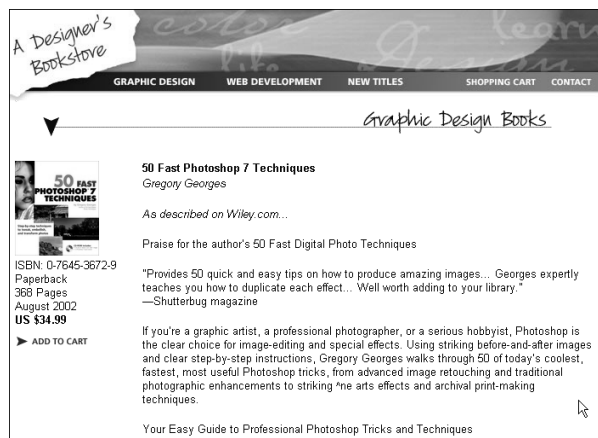 A Designer's
Bookstore
color
learn
life
Design
GRAPHIC DESIGN WEB DEVELOPMENT NEW TITLES SHOPPING CART CONTACT
Graphic Design Books
50 FAST
PHOTOSHOP 7
TECHNIQUES
50 Fast Photoshop 7 Techniques
Gregory Georges
As described on Wiley.com...
Praise for the author's 50 Fast Digital Photo Techniques
"Provides 50 quick and easy tips on how to produce amazing images... Georges expertly
teaches you how to duplicate each effect... Well worth adding to your library."
—Shutterbug magazine
ISBN: 0-7645-3672-9
Paperback
368 Pages
August 2002
US $34.99
ADD TO CART
If you're a graphic artist, a professional photographer, or a serious hobbyist, Photoshop is
the clear choice for image-editing and special effects. Using striking before-and-after images
and clear step-by-step instructions, Gregory Georges walks through 50 of today's coolest,
fastest, most useful Photoshop tricks, from advanced image retouching and traditional
photographic enhancements to striking ^ne arts effects and archival print-making
techniques.
Your Easy Guide to Professional Photoshop Tricks and Techniques